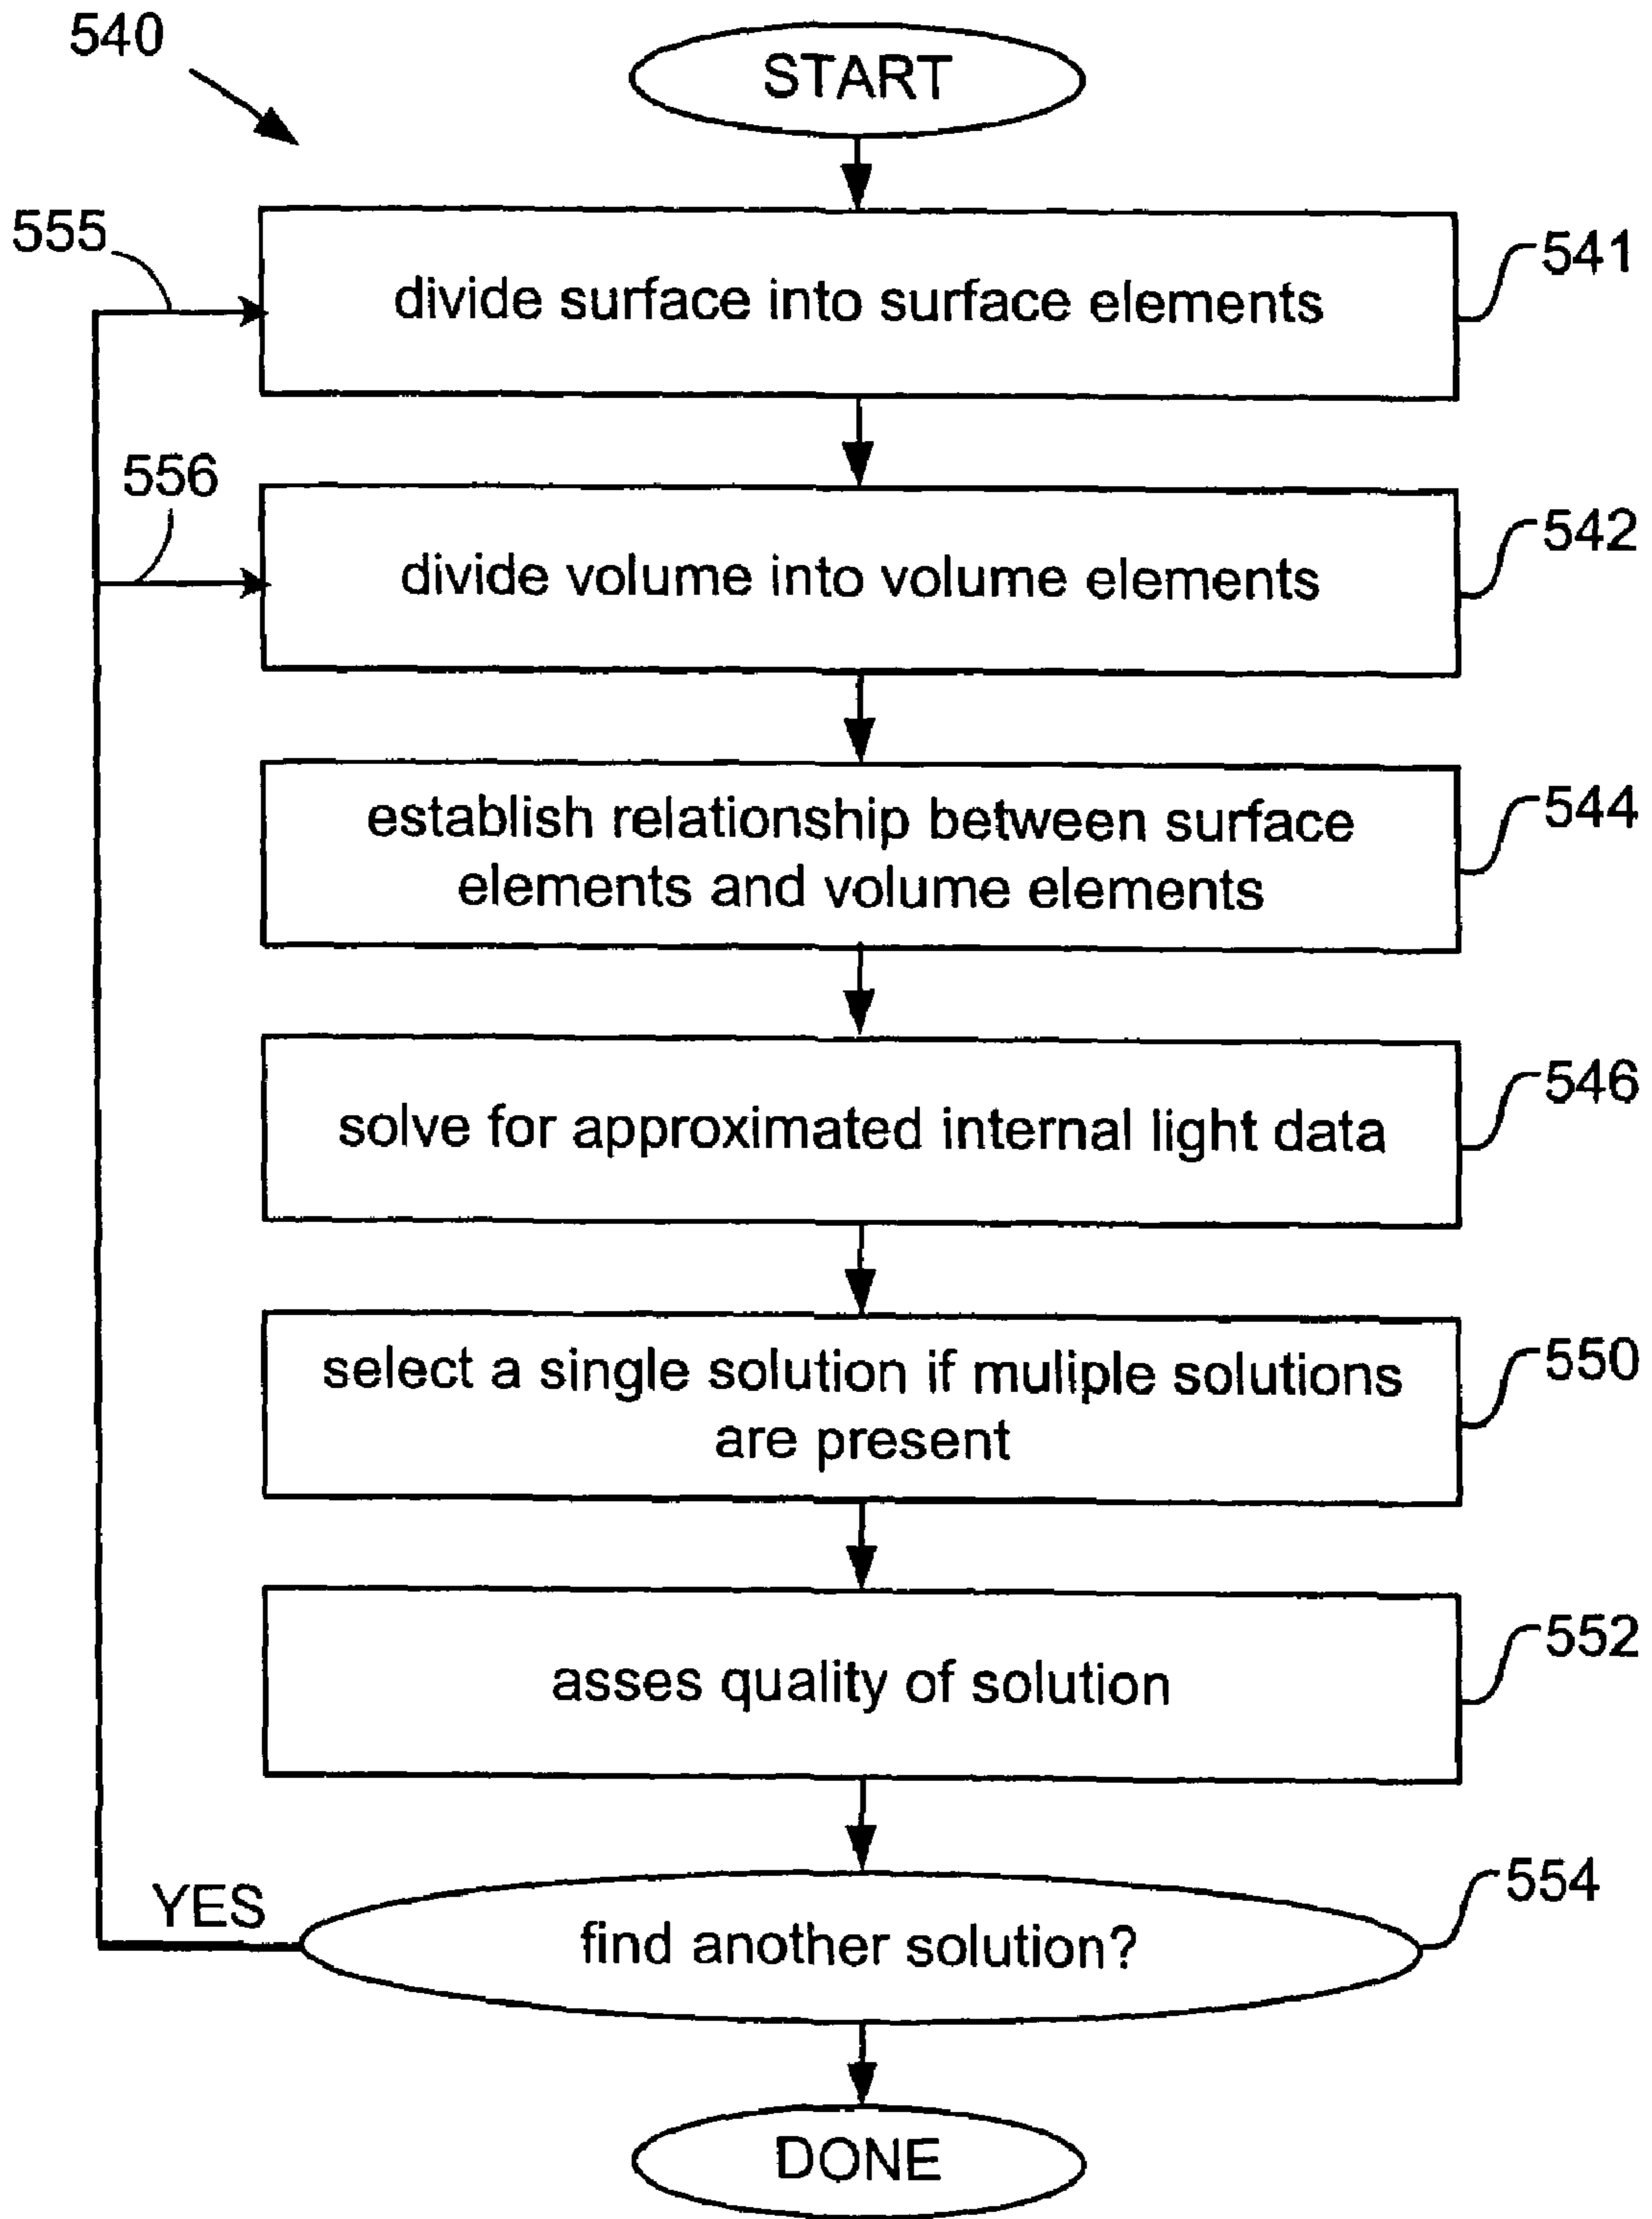 540
START
555
divide surface into surface elements
541
556
divide volume into volume elements
542
establish relationship between surface
elements and volume elements
544
solve for approximated internal light data
546
select a single solution if muliple solutions
are present
550
asses quality of solution
552
YES
find another solution?
554
DONE